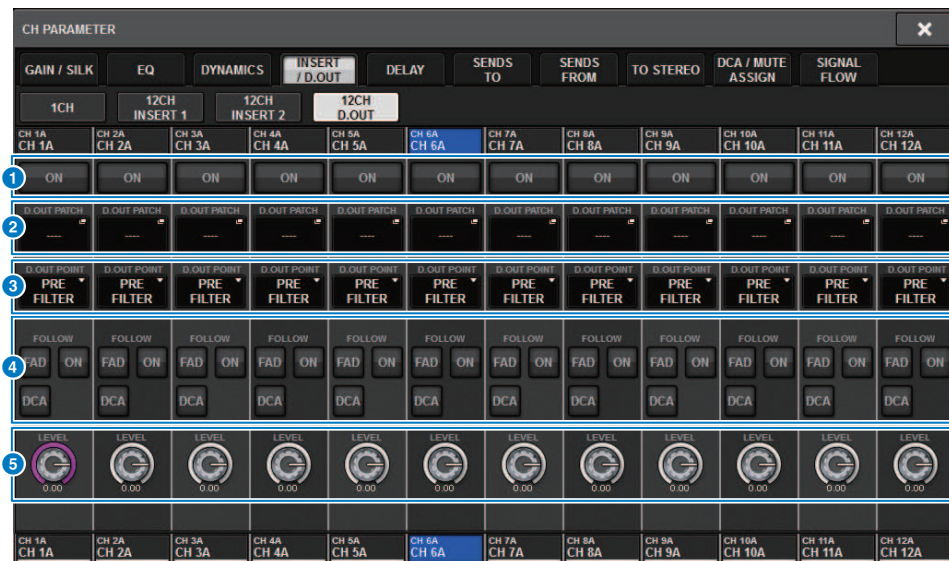 CH PARAMETER ×
GAIN / SILK EQ DYNAMICS INSERT / D.OUT DELAY SENDS TO SENDS FROM TO STEREO DCA / MUTE ASSIGN SIGNAL FLOW
1CH 12CH INSERT 1 12CH INSERT 2 12CH D.OUT
CH 1A CH 2A CH 3A CH 4A CH 5A CH 6A CH 7A CH 8A CH 9A CH 10A CH 11A CH 12A
CH 1A CH 2A CH 3A CH 4A CH 5A CH 6A CH 7A CH 8A CH 9A CH 10A CH 11A CH 12A
1 ON ON ON ON ON ON ON ON ON ON ON ON
D.OUT PATCH D.OUT PATCH D.OUT PATCH D.OUT PATCH D.OUT PATCH D.OUT PATCH D.OUT PATCH D.OUT PATCH D.OUT PATCH D.OUT PATCH D.OUT PATCH D.OUT PATCH
2 ---- ---- ---- ---- ---- ---- ---- ---- ---- ---- ---- ----
D.OUT POINT D.OUT POINT D.OUT POINT D.OUT POINT D.OUT POINT D.OUT POINT D.OUT POINT D.OUT POINT D.OUT POINT D.OUT POINT D.OUT POINT D.OUT POINT
3 PRE PRE PRE PRE PRE PRE PRE PRE PRE PRE PRE PRE
FILTER FILTER FILTER FILTER FILTER FILTER FILTER FILTER FILTER FILTER FILTER FILTER
FOLLOW FOLLOW FOLLOW FOLLOW FOLLOW FOLLOW FOLLOW FOLLOW FOLLOW FOLLOW FOLLOW FOLLOW
4 FAD ON FAD ON FAD ON FAD ON FAD ON FAD ON FAD ON FAD ON FAD ON FAD ON FAD ON FAD ON
DCA DCA DCA DCA DCA DCA DCA DCA DCA DCA DCA DCA
LEVEL LEVEL LEVEL LEVEL LEVEL LEVEL LEVEL LEVEL LEVEL LEVEL LEVEL LEVEL
5
0.00 0.00 0.00 0.00 0.00 0.00 0.00 0.00 0.00 0.00 0.00 0.00
CH 1A CH 2A CH 3A CH 4A CH 5A CH 6A CH 7A CH 8A CH 9A CH 10A CH 11A CH 12A
CH 1A CH 2A CH 3A CH 4A CH 5A CH 6A CH 7A CH 8A CH 9A CH 10A CH 11A CH 12A